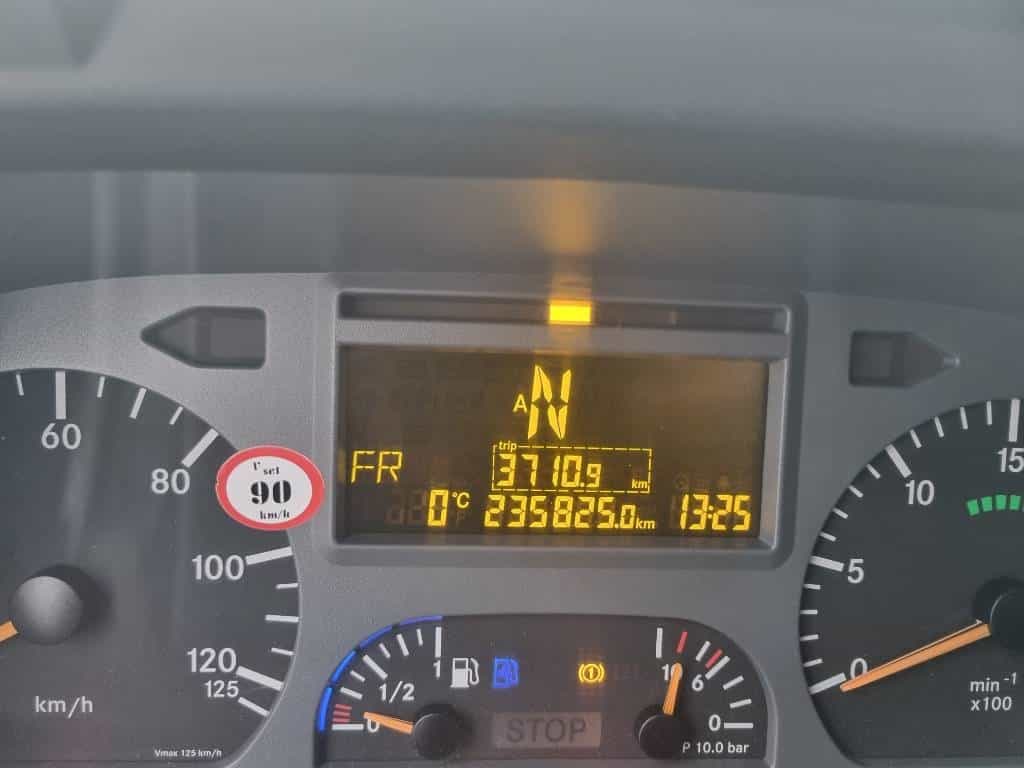 60
80
100
120
125
km/h
Vmax 125 km/h
V set
90
km/h
A N
FR
trip
3710.9 km
0°C 235825.0 km 13:25
1
1/2
0
STOP
10
6
0
P 10.0 bar
15
10
5
0
min⁻¹
x100